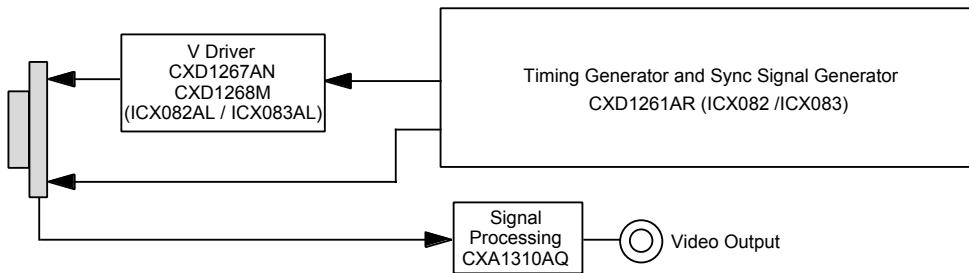 V Driver
CXD1267AN
CXD1268M
(ICX082AL / ICX083AL)
Timing Generator and Sync Signal Generator
CXD1261AR (ICX082 /ICX083)
Signal
Processing
CXA1310AQ
Video Output